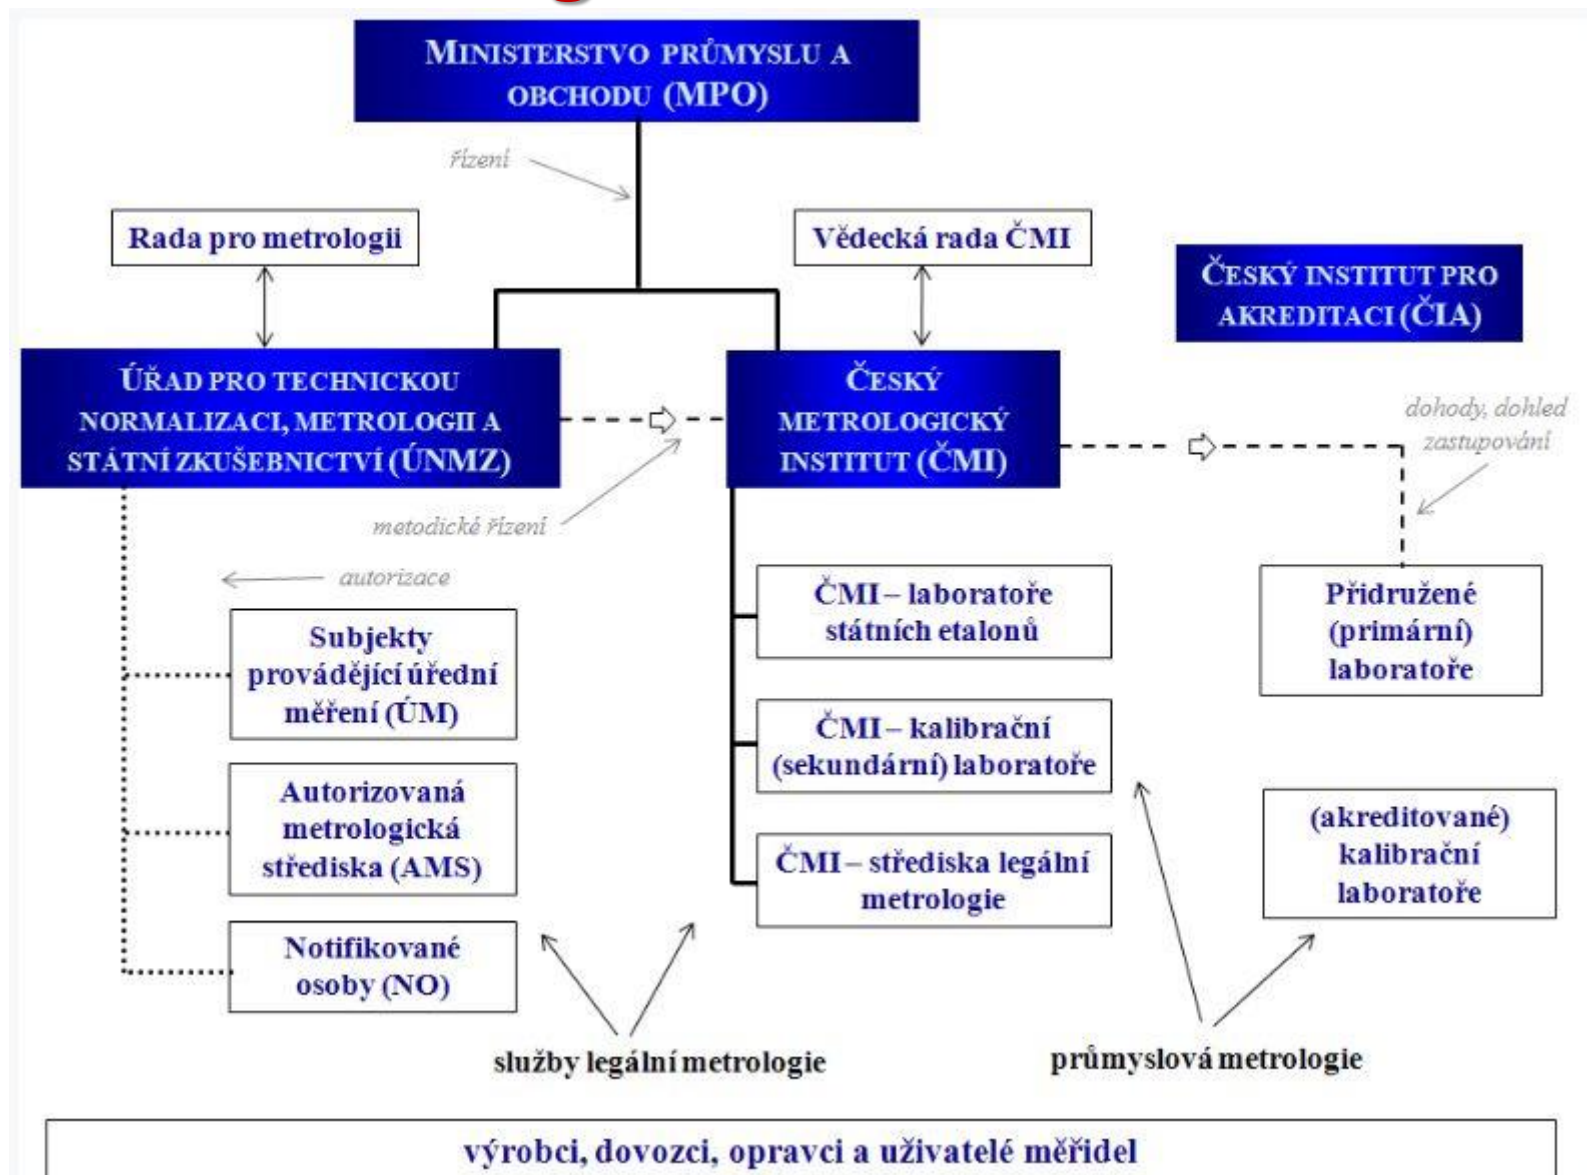 MINISTERSTVO PRŮMYSLU A
OBCHODU (MPO)
řízení
Rada pro metrologii
Vědecká rada ČMI
ČESKÝ INSTITUT PRO
AKREDITACI (ČIA)
ÚŘAD PRO TECHNICKOU
NORMALIZACI, METROLOGII A
STÁTNÍ ZKUŠEBNICTVÍ (ÚNMZ)
ČESKÝ
METROLOGICKÝ
INSTITUT (ČMI)
dohody, dohled
zastupování
metodické řízení
autorizace
Subjekty
provádějící úřední
měření (ÚM)
Autorizovaná
metrologická
střediska (AMS)
Notifikované
osoby (NO)
ČMI – laboratoře
státních etalonů
ČMI – kalibrační
(sekundární) laboratoře
ČMI – střediska legální
metrologie
Přidružené
(primární)
laboratoře
(akreditované)
kalibrační
laboratoře
služby legální metrologie
průmyslová metrologie
výrobci, dovozci, opravci a uživatelé měřidel